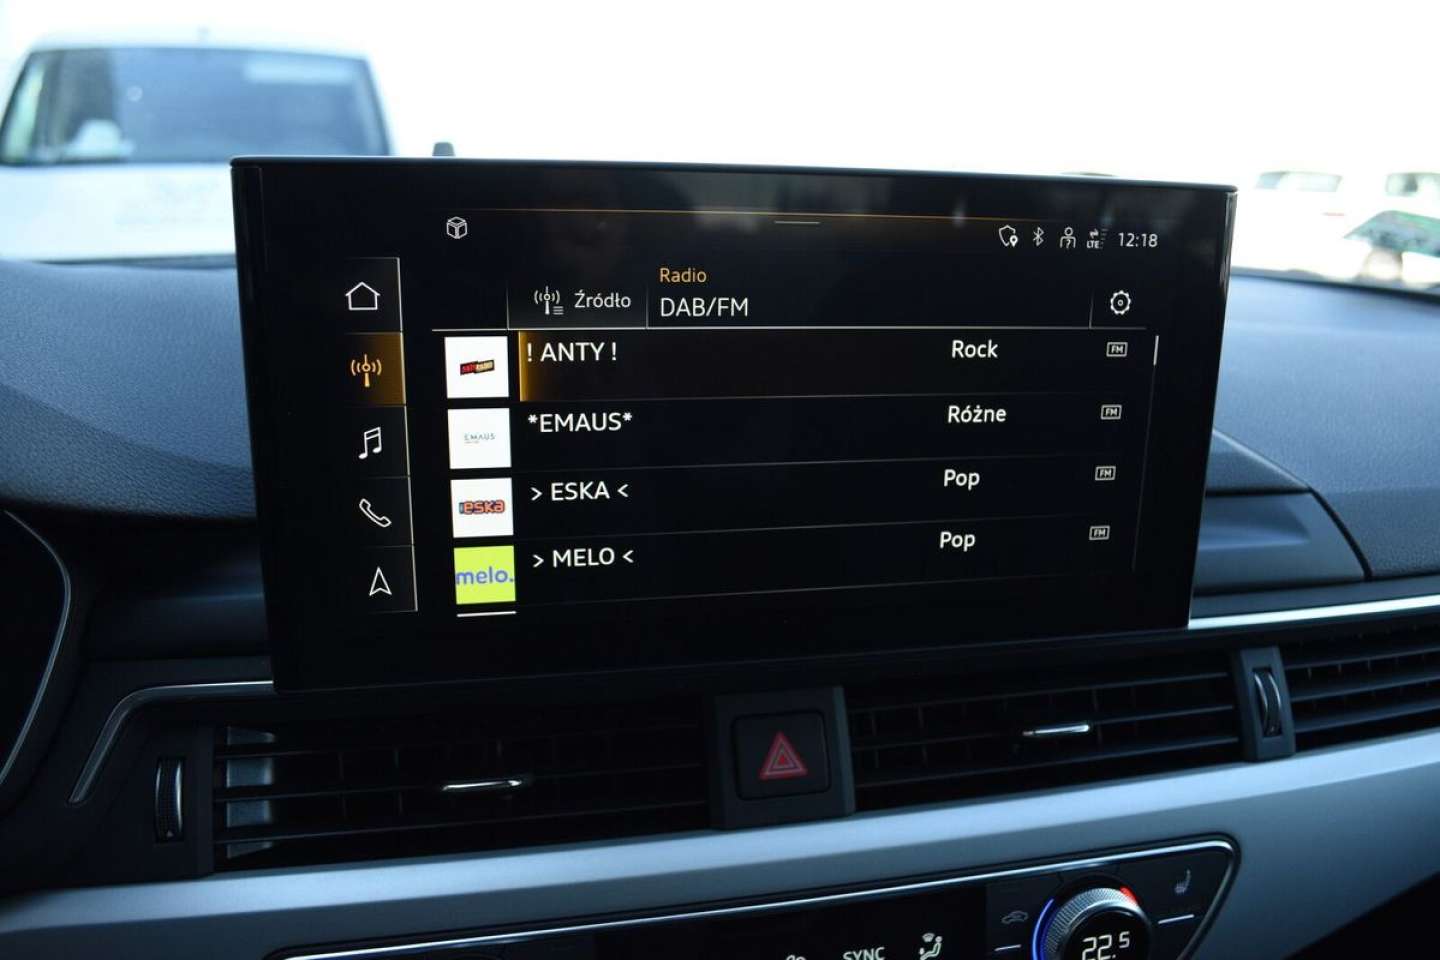 LTE 12:18
Radio
Źródło DAB/FM
! ANTY ! Rock FM
EMAUS *EMAUS* Różne FM
eska > ESKA < Pop FM
melo. > MELO < Pop FM
SYNC 22.5